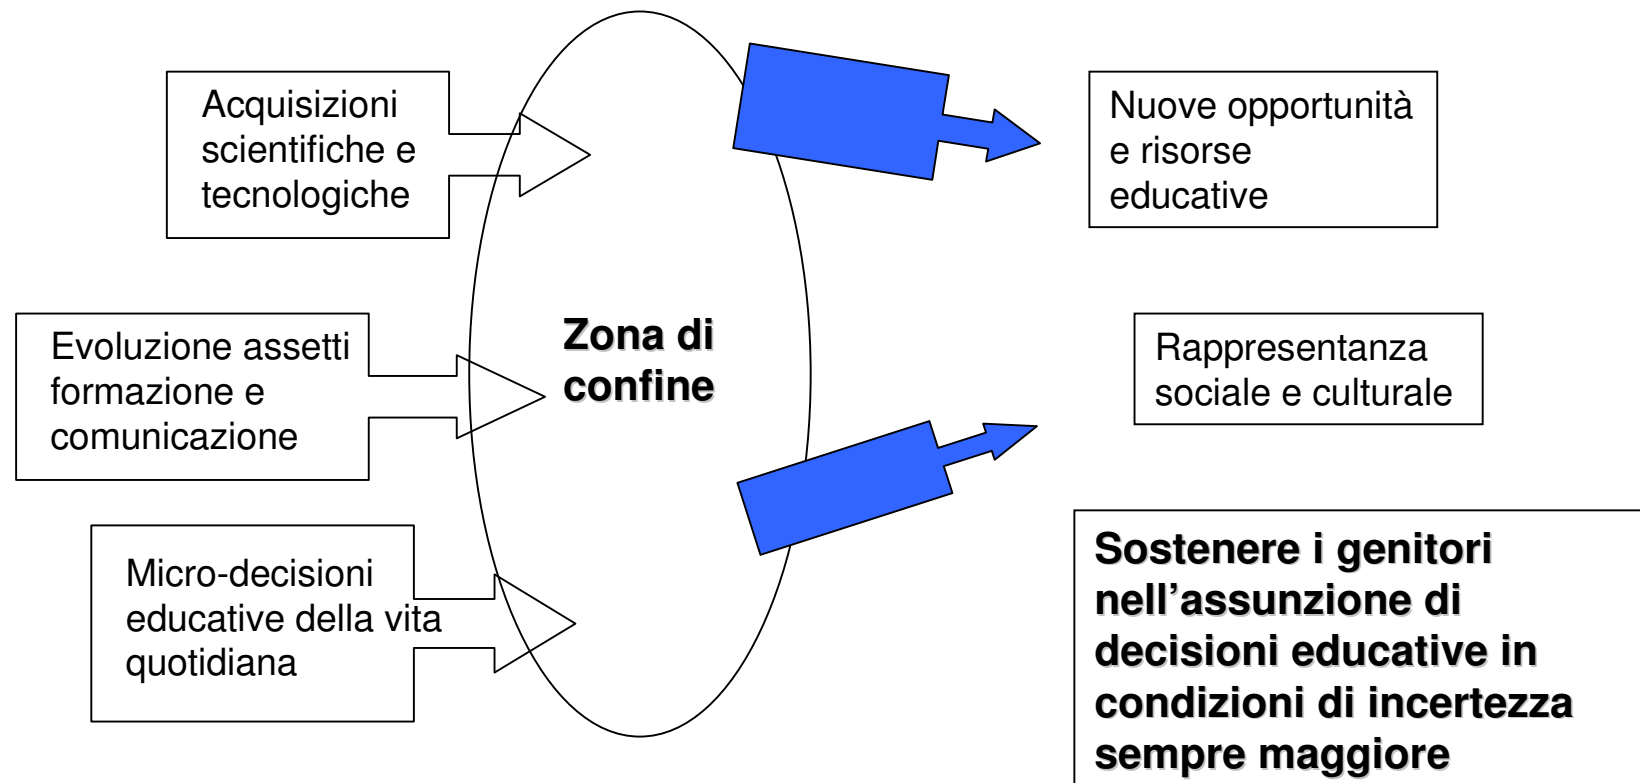 Acquisizioni
scientifiche e
tecnologiche
Evoluzione assetti
formazione e
comunicazione
Micro-decisioni
educative della vita
quotidiana
Zona di
confine
Nuove opportunità
e risorse
educative
Rappresentanza
sociale e culturale
Sostenere i genitori
nell’assunzione di
decisioni educative in
condizioni di incertezza
sempre maggiore